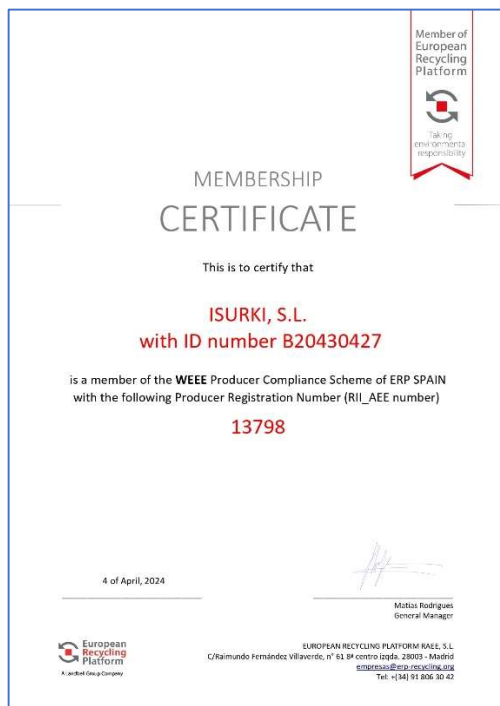 Member of
European
Recycling
Platform
Taking
environmental
responsibility
MEMBERSHIP
CERTIFICATE
This is to certify that
ISURKI, S.L.
with ID number B20430427
is a member of the WEEE Producer Compliance Scheme of ERP SPAIN
with the following Producer Registration Number (RII_AEE number)
13798
4 of April, 2024
Matias Rodrigues
General Manager
European
Recycling
Platform
A Landbell Group Company
EUROPEAN RECYCLING PLATFORM RAEE, S.L.
C/Raimundo Fernández Villaverde, nº 61 8ª centro izqda. 28003 - Madrid
empresas@erp-recycling.org
Tel: +(34) 91 806 30 42